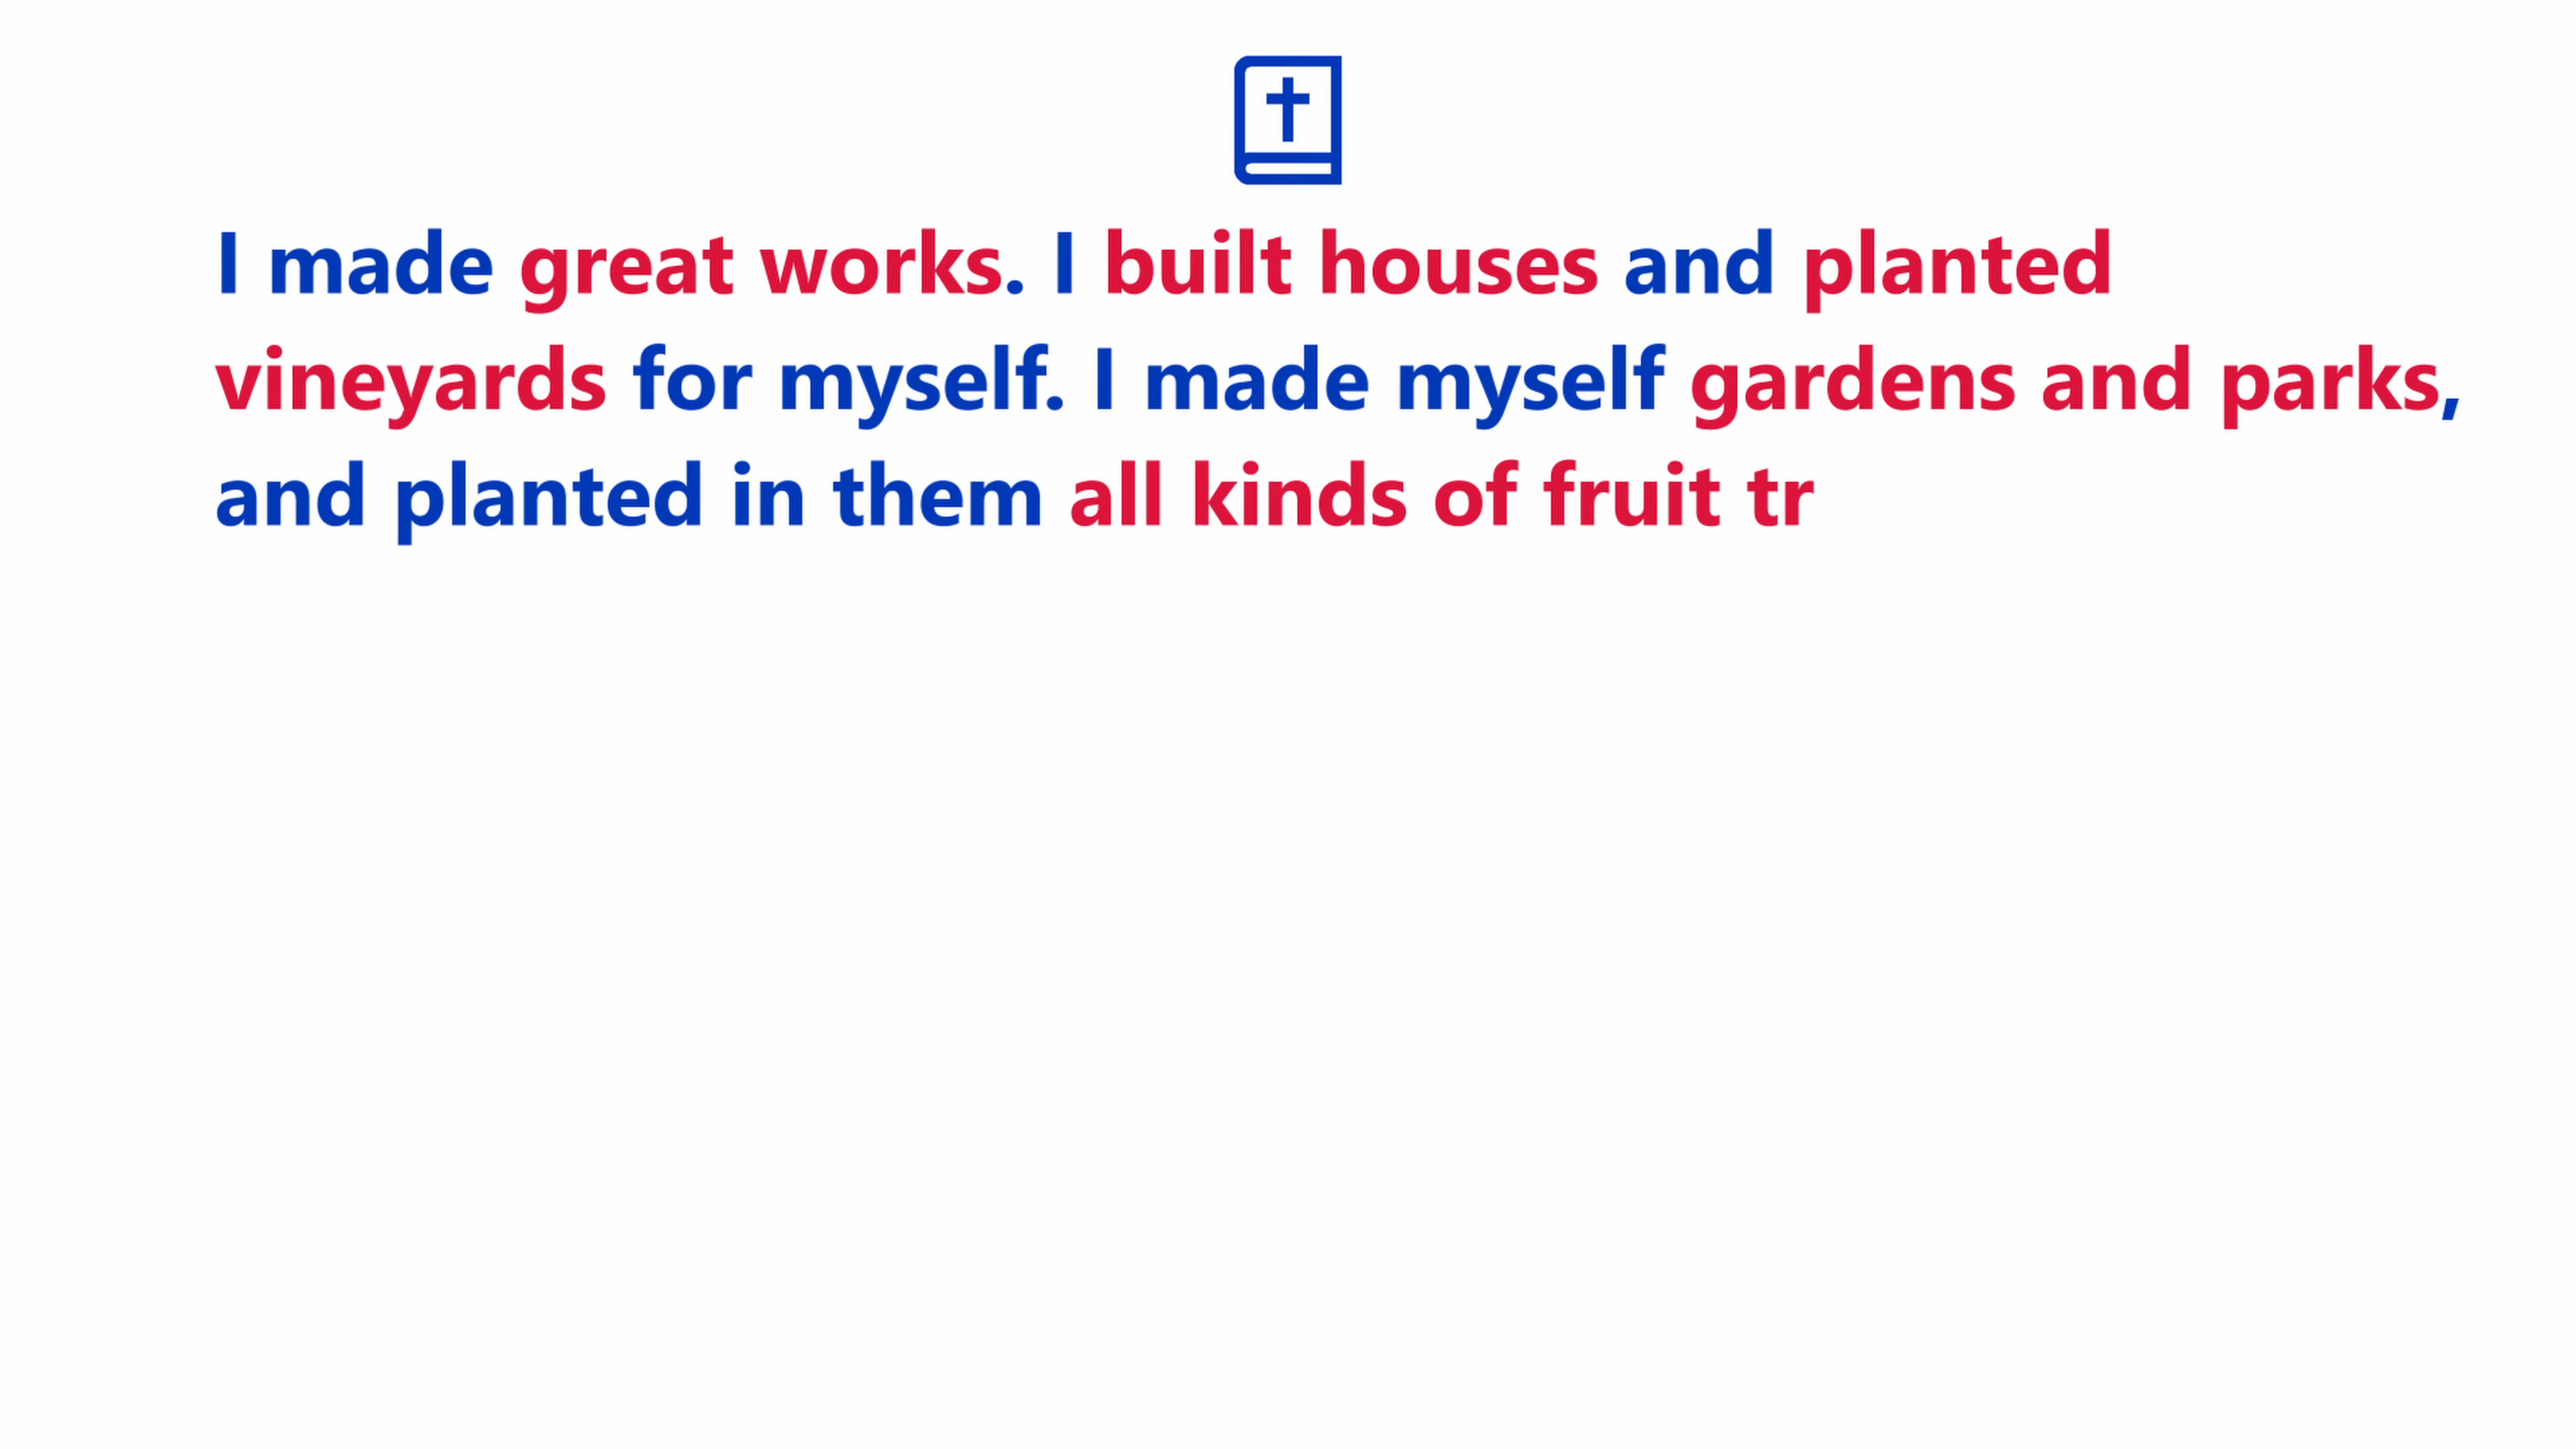 I made great works. I built houses and planted
vineyards for myself. I made myself gardens and parks,
and planted in them all kinds of fruit tr